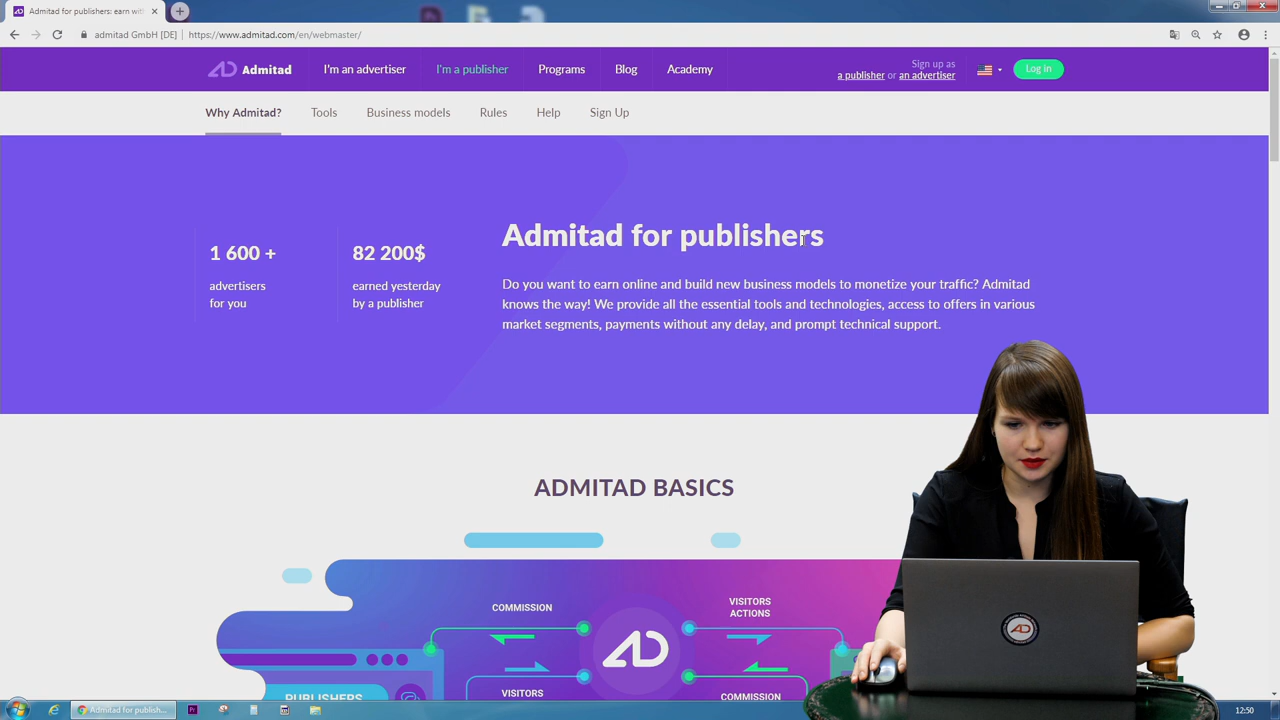 Admitad for publishers: earn wit
admitad GmbH [DE] | https://www.admitad.com/en/webmaster/
Admitad
I'm an advertiser
I'm a publisher
Programs
Blog
Academy
Sign up as
a publisher or an advertiser
Log In
Why Admitad?
Tools
Business models
Rules
Help
Sign Up
1 600 +
advertisers
for you
82 200$
earned yesterday
by a publisher
Admitad for publishers
Do you want to earn online and build new business models to monetize your traffic? Admitad
knows the way! We provide all the essential tools and technologies, access to offers in various
market segments, payments without any delay, and prompt technical support.
ADMITAD BASICS
COMMISSION
VISITORS
ACTIONS
PUBLISHERS
VISITORS
COMMISSION
Admitad for publish...
Pr
12:50